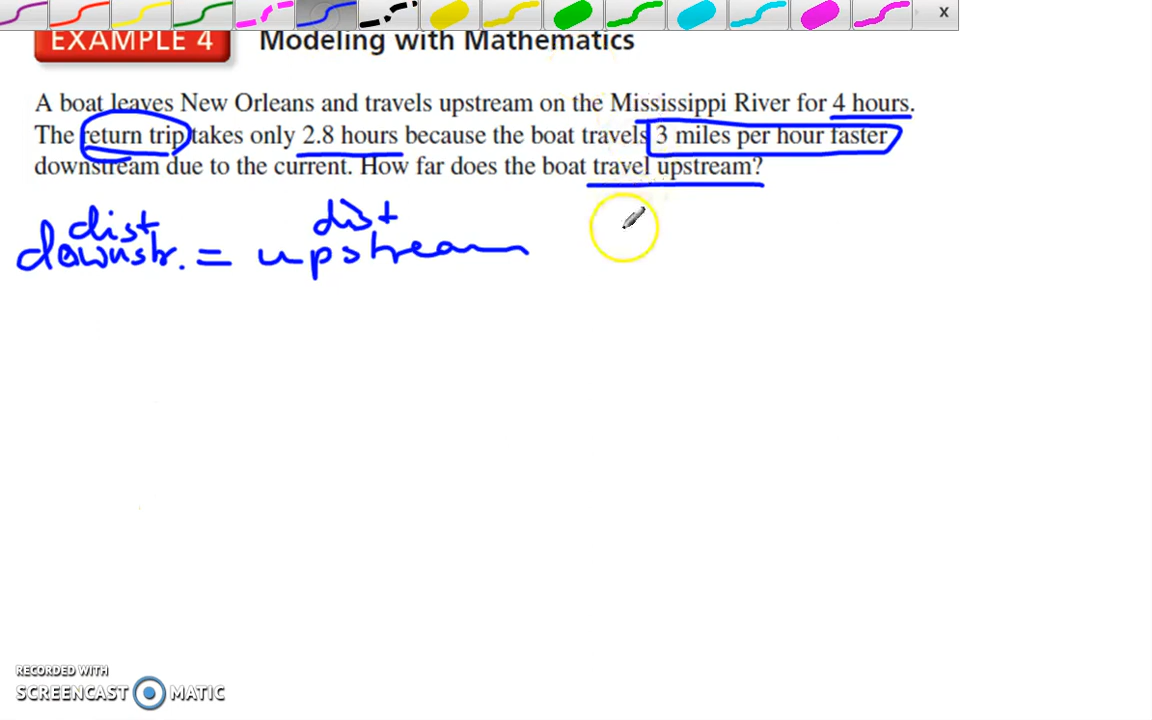 x
EXAMPLE 4 Modeling with Mathematics
A boat leaves New Orleans and travels upstream on the Mississippi River for 4 hours.
The return trip takes only 2.8 hours because the boat travels 3 miles per hour faster
downstream due to the current. How far does the boat travel upstream?
dist dist
downstr. = upstream
RECORDED WITH
SCREENCAST MATIC